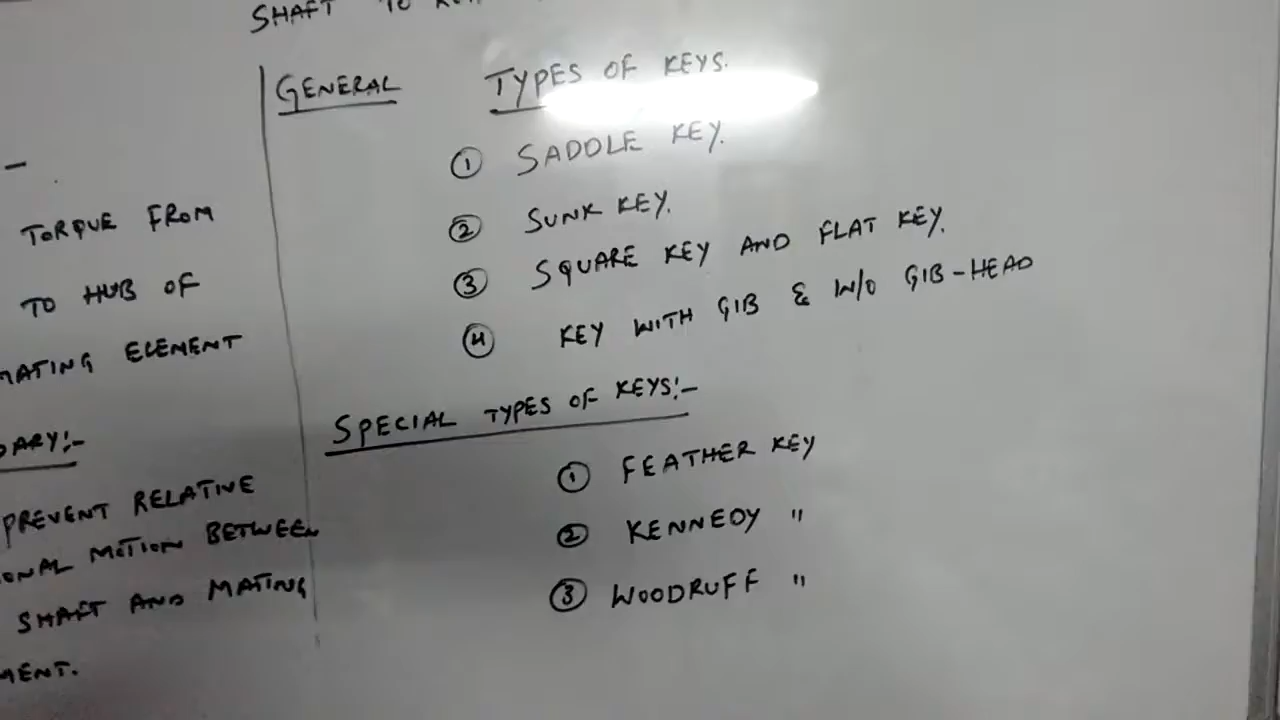 SHAFT TO
TORQUE FROM
TO HUB OF
MATING ELEMENT
PREVENT RELATIVE
MOTION BETWEEN
SHAFT AND MATING
GENERAL TYPES OF KEYS.
① SADDLE KEY.
② SUNK KEY.
③ SQUARE KEY AND FLAT KEY.
④ KEY WITH GIB & W/O GIB-HEAD
SPECIAL TYPES OF KEYS:-
① FEATHER KEY
② KENNEDY "
③ WOODRUFF "